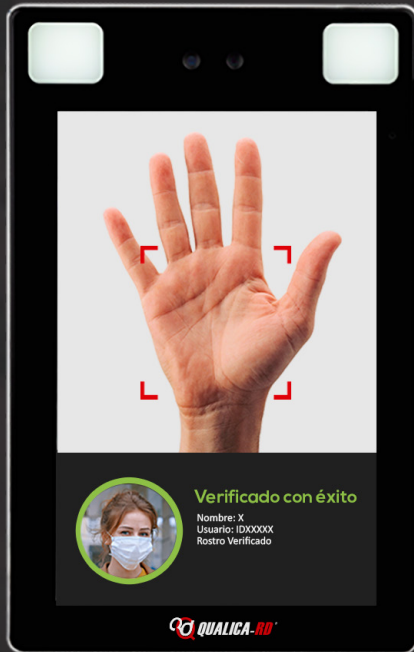 Verificado con éxito
Nombre: X
Usuario: IDXXXXX
Rostro Verificado
QUALICA-RD